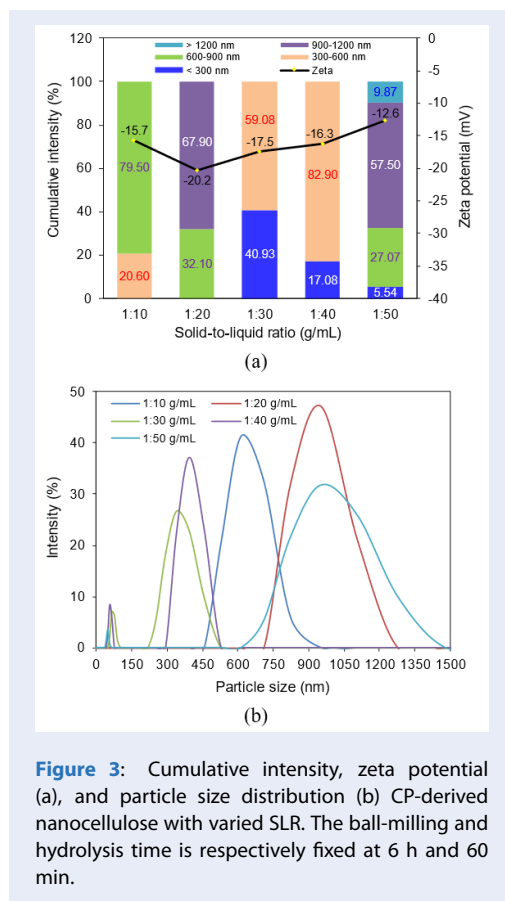 120
100
80
60
40
20
0
Cumulative intensity (%)
> 1200 nm
900-1200 nm
600-900 nm
300-600 nm
< 300 nm
Zeta
0
-5
-10
-15
-20
-25
-30
-35
-40
Zeta potential (mV)
-15.7
79.50
20.60
67.90
-20.2
32.10
59.08
-17.5
40.93
-16.3
82.90
17.08
9.87
-12.6
57.50
27.07
5.54
1:10 1:20 1:30 1:40 1:50
Solid-to-liquid ratio (g/mL)
(a)
50
40
30
20
10
0
Intensity (%)
1:10 g/mL
1:20 g/mL
1:30 g/mL
1:40 g/mL
1:50 g/mL
0 150 300 450 600 750 900 1050 1200 1350 1500
Particle size (nm)
(b)
Figure 3: Cumulative intensity, zeta potential
(a), and particle size distribution (b) CP-derived
nanocellulose with varied SLR. The ball-milling and
hydrolysis time is respectively fixed at 6 h and 60
min.